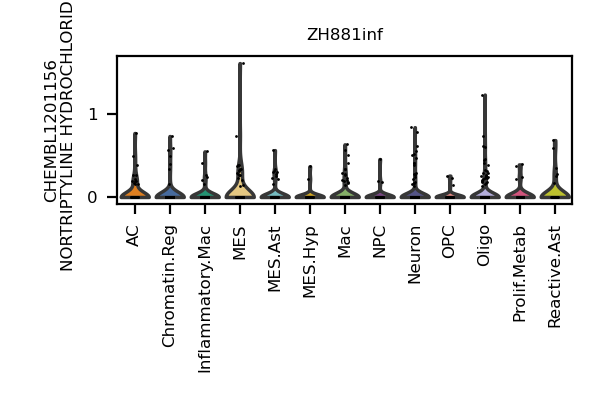 ZH881inf
CHEMBL1201156
NORTRIPTYLINE HYDROCHLORID
1
0
AC
Chromatin.Reg
Inflammatory.Mac
MES
MES.Ast
MES.Hyp
Mac
NPC
Neuron
OPC
Oligo
Prolif.Metab
Reactive.Ast